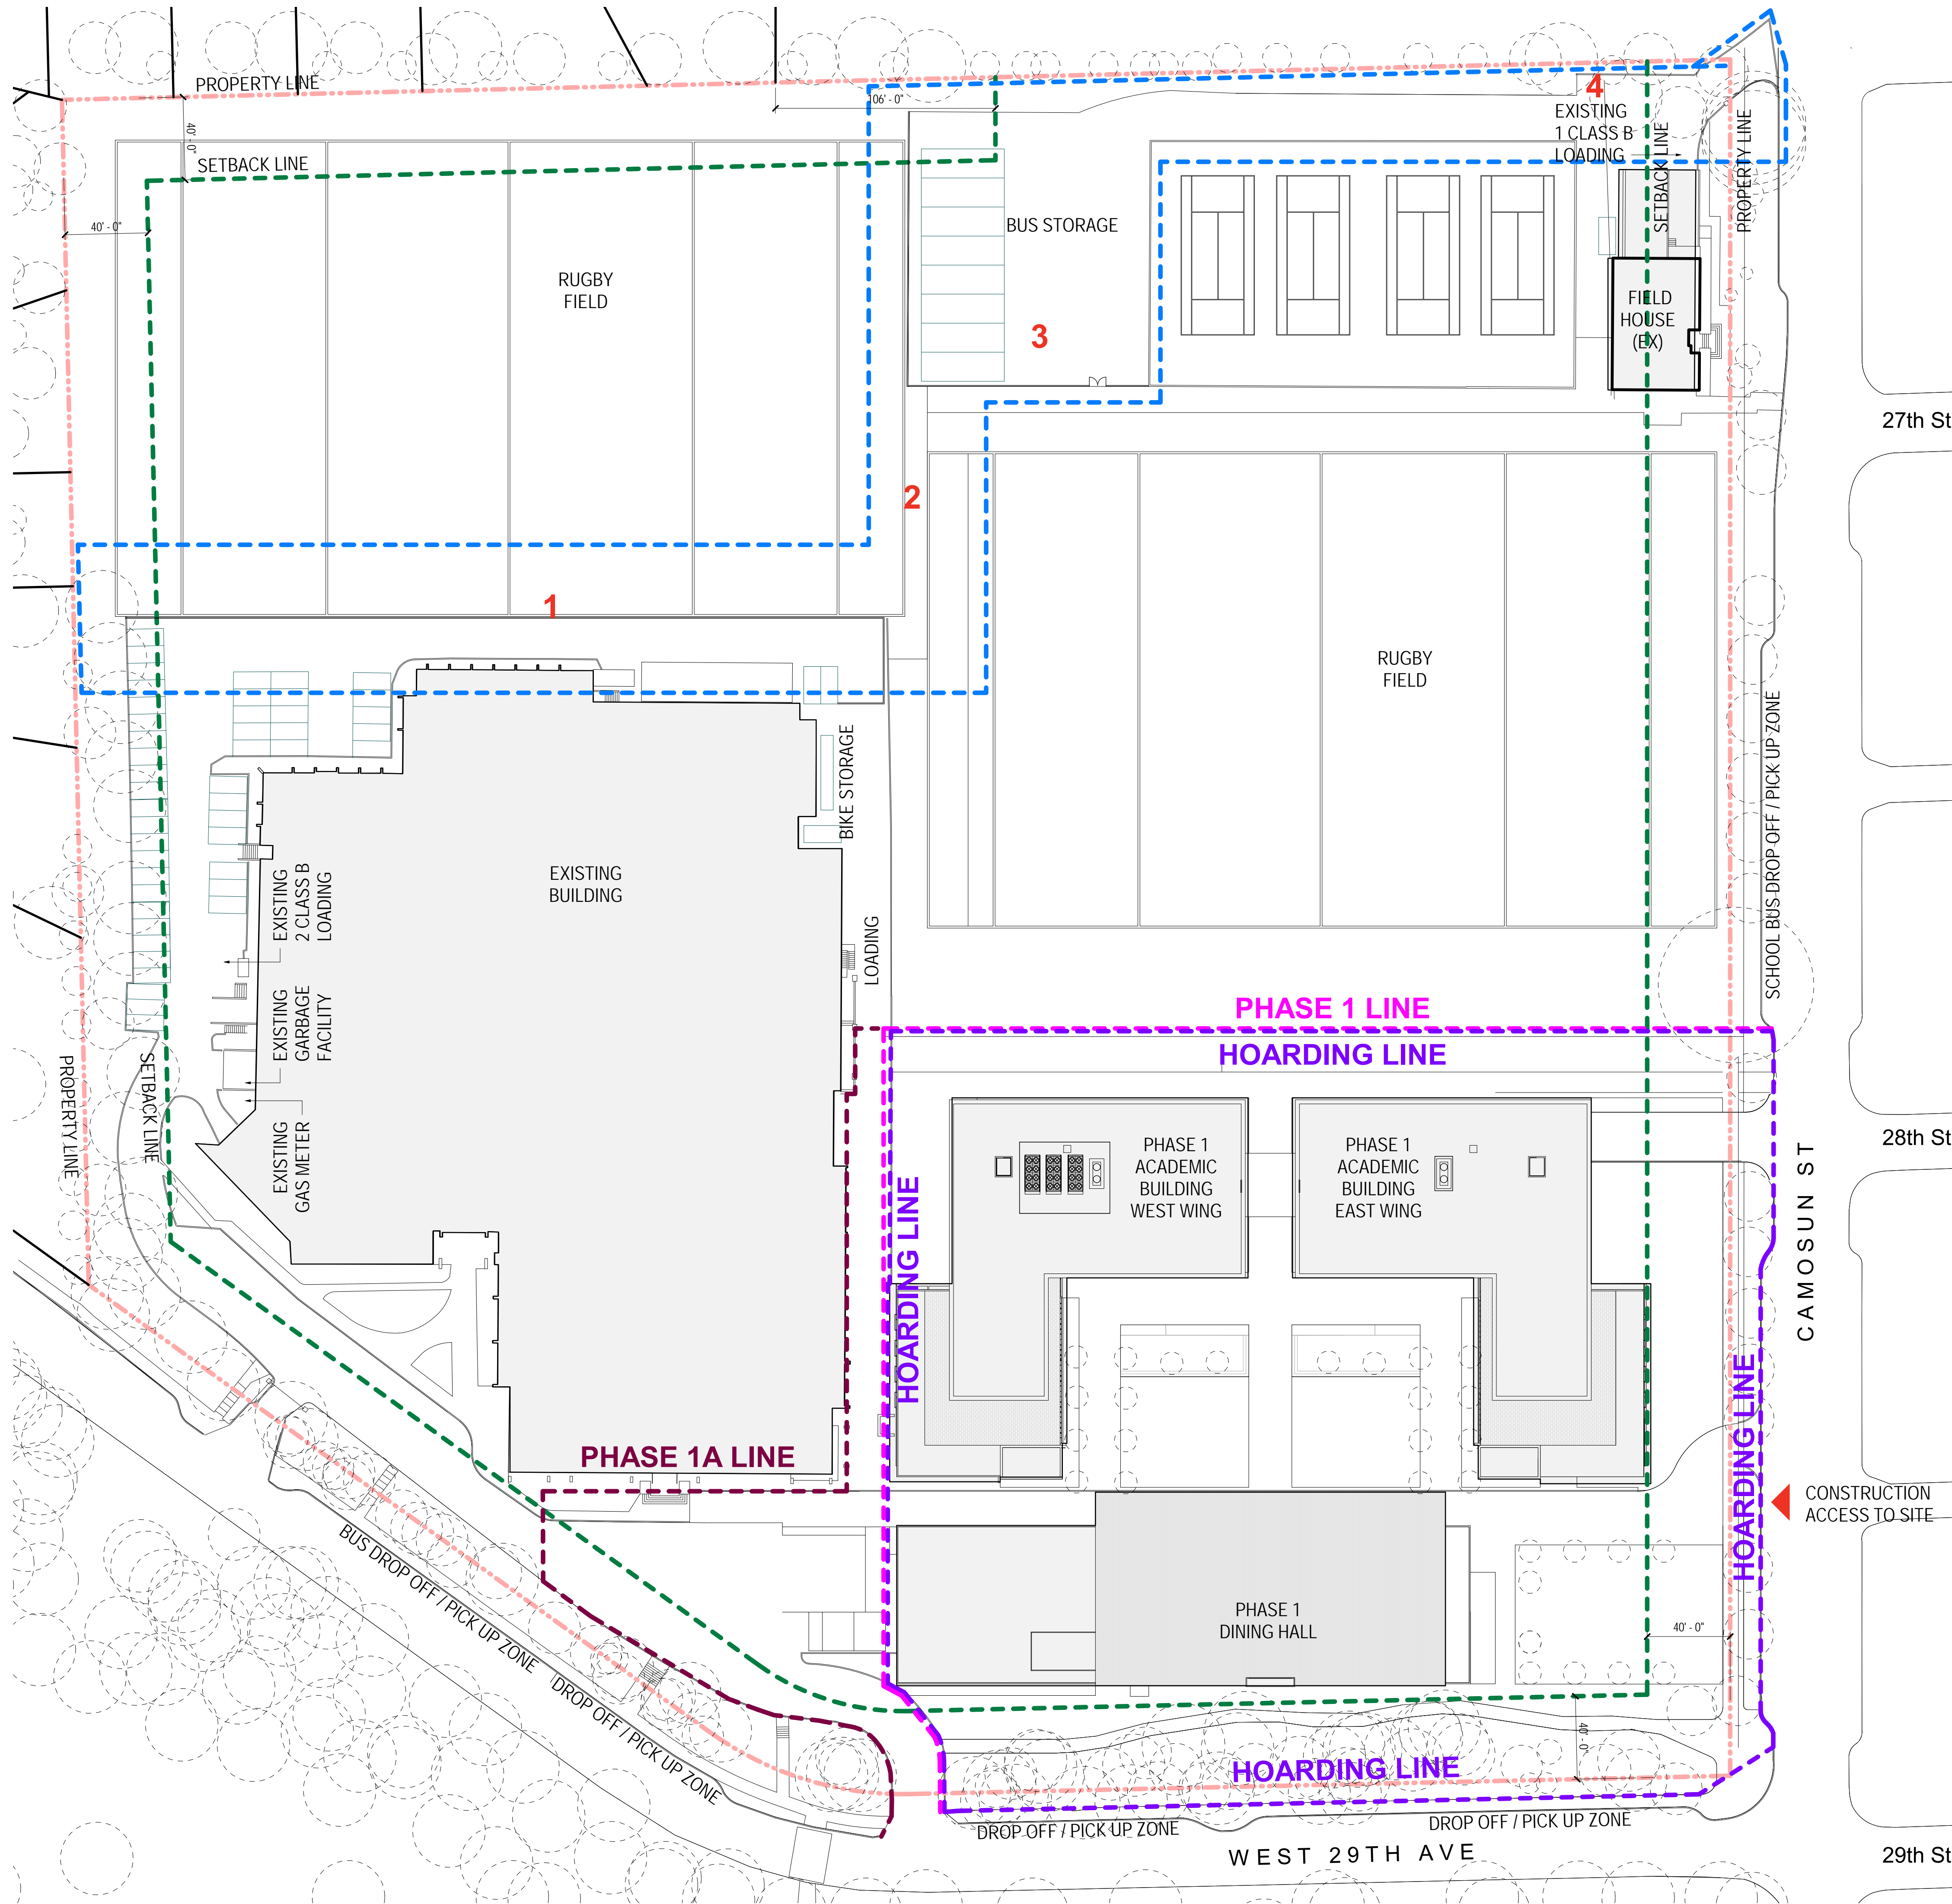 PROPERTY LINE
40' - 0"
SETBACK LINE
40' - 0"
106' - 0"
4
EXISTING
1 CLASS B
LOADING
SETBACK LINE
PROPERTY LINE
BUS STORAGE
RUGBY
FIELD
3
FIELD
HOUSE
(EX)
27th St
2
1
RUGBY
FIELD
SCHOOL BUS DROP OFF / PICK UP ZONE
BIKE STORAGE
EXISTING
BUILDING
EXISTING
2 CLASS B
LOADING
LOADING
EXISTING
GARBAGE
FACILITY
PHASE 1 LINE
HOARDING LINE
PROPERTY LINE
SETBACK LINE
EXISTING
GAS METER
PHASE 1
ACADEMIC
BUILDING
WEST WING
PHASE 1
ACADEMIC
BUILDING
EAST WING
28th St
CAMOSUN ST
HOARDING LINE
HOARDING LINE
PHASE 1A LINE
CONSTRUCTION
ACCESS TO SITE
BUS DROP OFF / PICK UP ZONE
PHASE 1
DINING HALL
40' - 0"
DROP OFF / PICK UP ZONE
40' - 0"
HOARDING LINE
DROP OFF / PICK UP ZONE
DROP OFF / PICK UP ZONE
WEST 29TH AVE
29th St